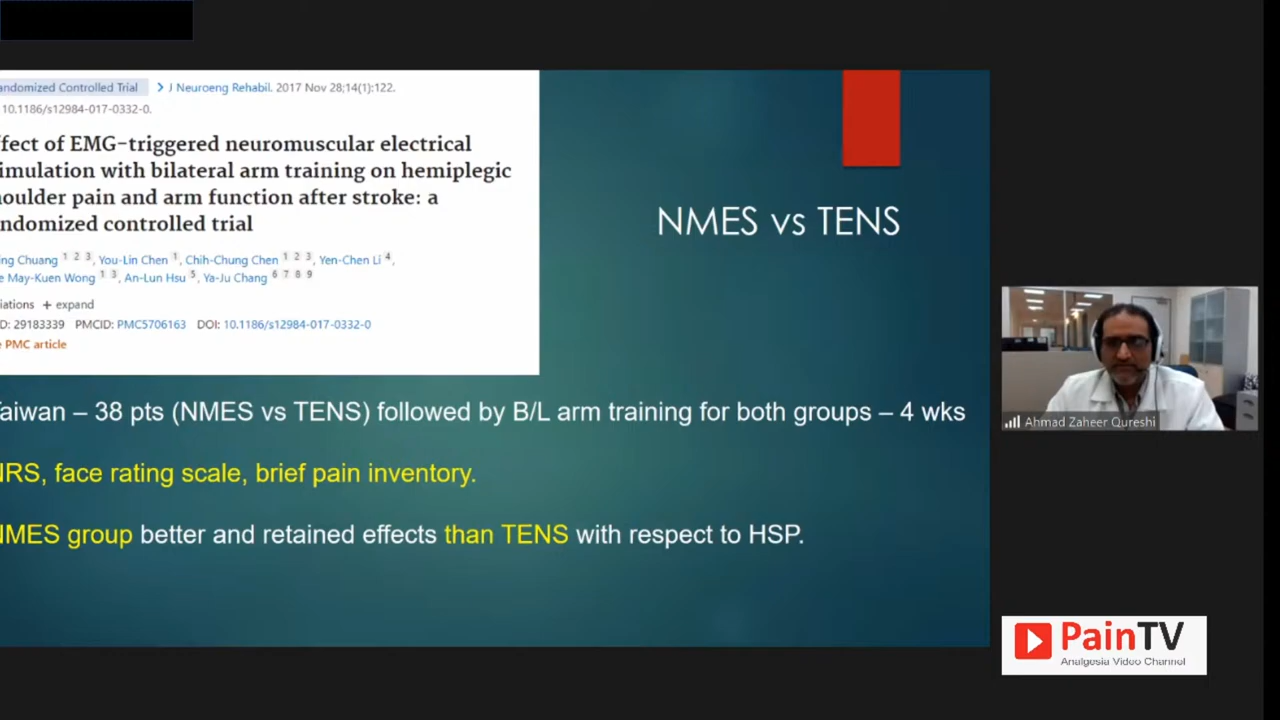 andomized Controlled Trial > J Neuroeng Rehabil. 2017 Nov 28;14(1):122.
10.1186/s12984-017-0332-0.
ffect of EMG-triggered neuromuscular electrical
imulation with bilateral arm training on hemiplegic
oulder pain and arm function after stroke: a
ndomized controlled trial
ing Chuang 1 2 3, You-Lin Chen 1, Chih-Chung Chen 1 2 3, Yen-Chen Li 4,
e May-Kuen Wong 1 3, An-Lun Hsu 5, Ya-Ju Chang 6 7 8 9
iations + expand
D: 29183339 PMCID: PMC5706163 DOI: 10.1186/s12984-017-0332-0
e PMC article
NMES vs TENS
Taiwan – 38 pts (NMES vs TENS) followed by B/L arm training for both groups – 4 wks
NRS, face rating scale, brief pain inventory.
NMES group better and retained effects than TENS with respect to HSP.
Ahmad Zaheer Qureshi
PainTV
Analgesia Video Channel